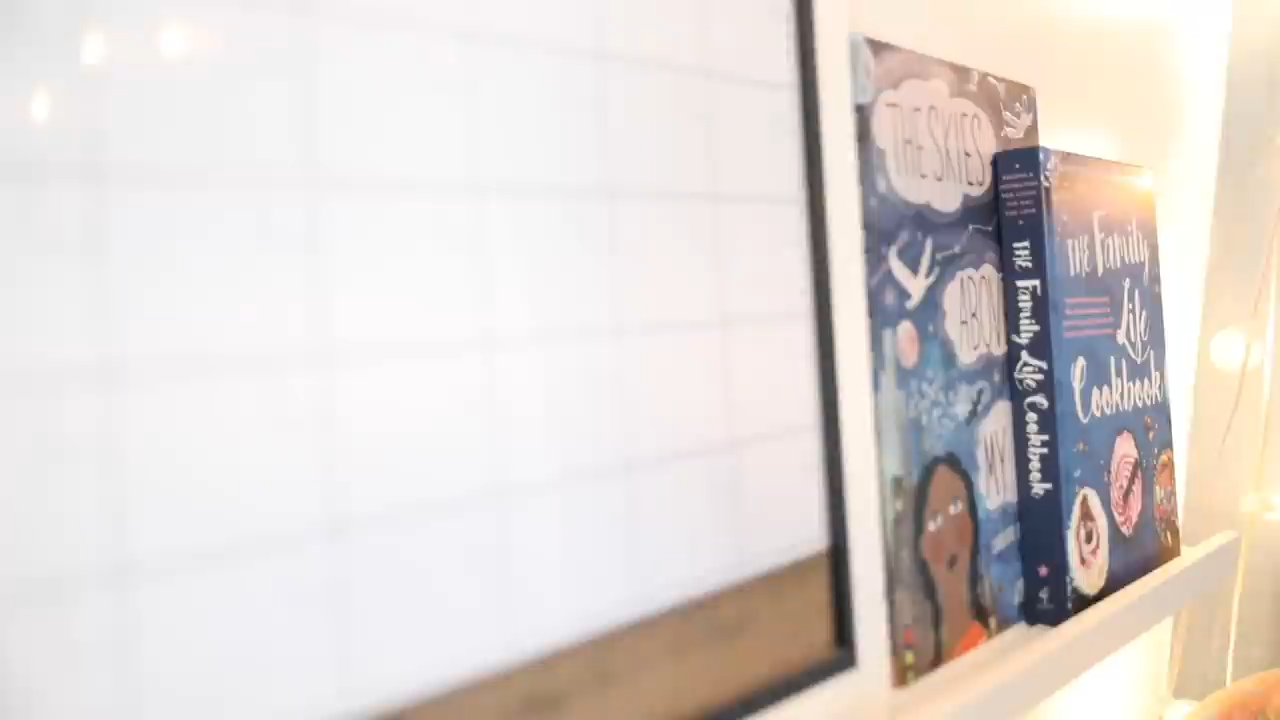 THE SKIES
ABOV
MY
THE Family Life Cookbook
THE Family
Life
Cookbook